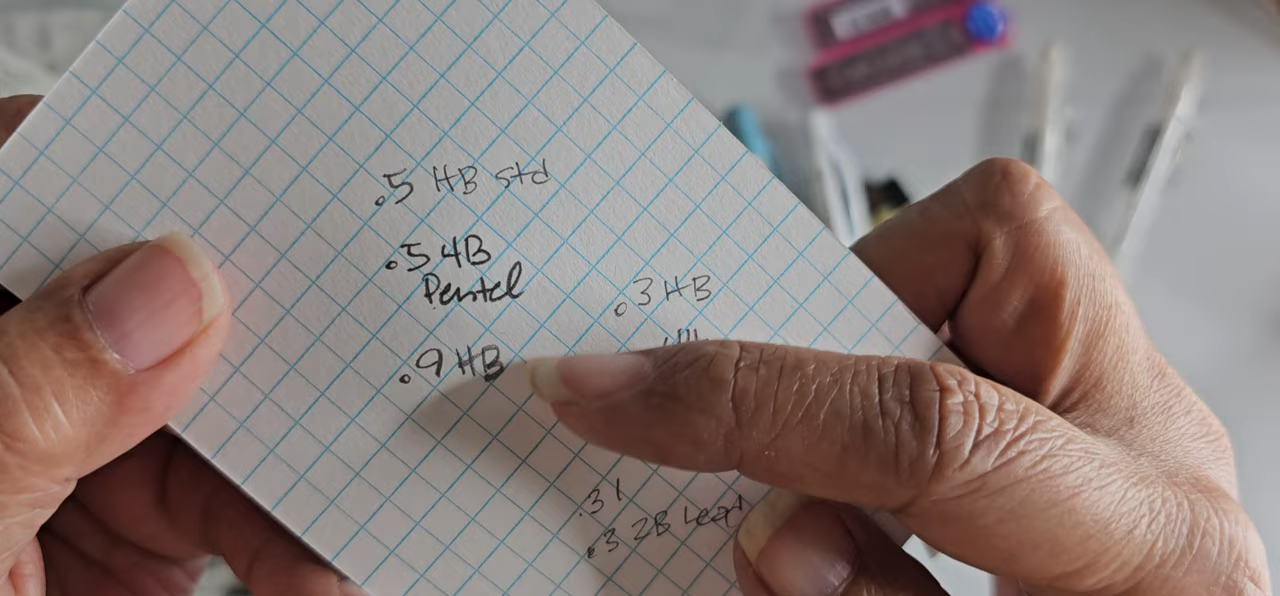 .5 HB std
.5 4B
Pentel
.9 HB
.3 HB
.31
.3 2B Lead